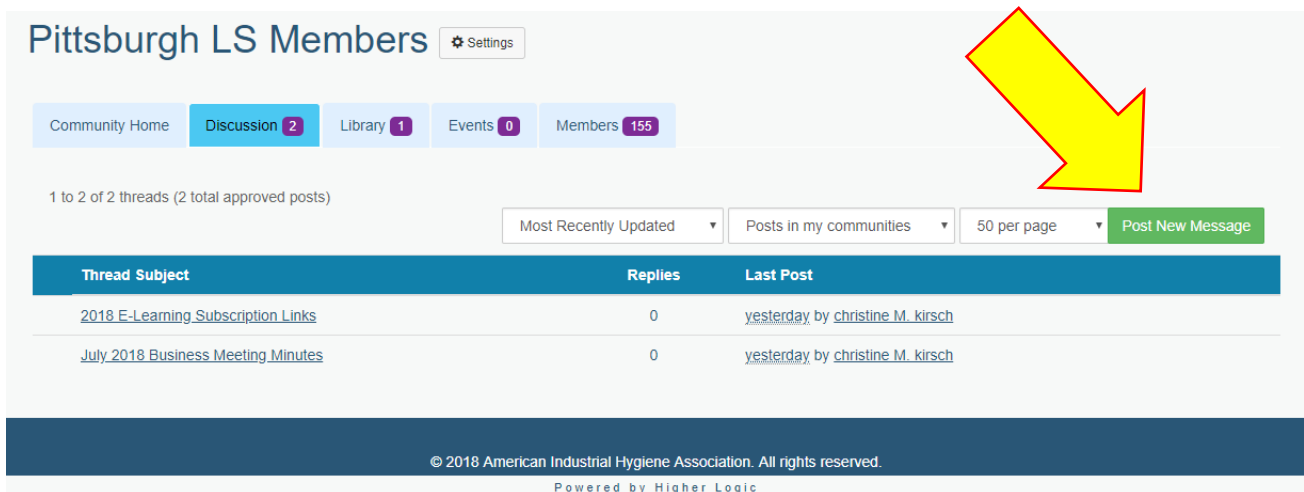 Pittsburgh LS Members Settings
Community Home Discussion 2 Library 1 Events 0 Members 155
1 to 2 of 2 threads (2 total approved posts)
Most Recently Updated Posts in my communities 50 per page Post New Message
Thread Subject Replies Last Post
2018 E-Learning Subscription Links 0 yesterday by christine M. kirsch
July 2018 Business Meeting Minutes 0 yesterday by christine M. kirsch
© 2018 American Industrial Hygiene Association. All rights reserved.
Powered by Higher Logic